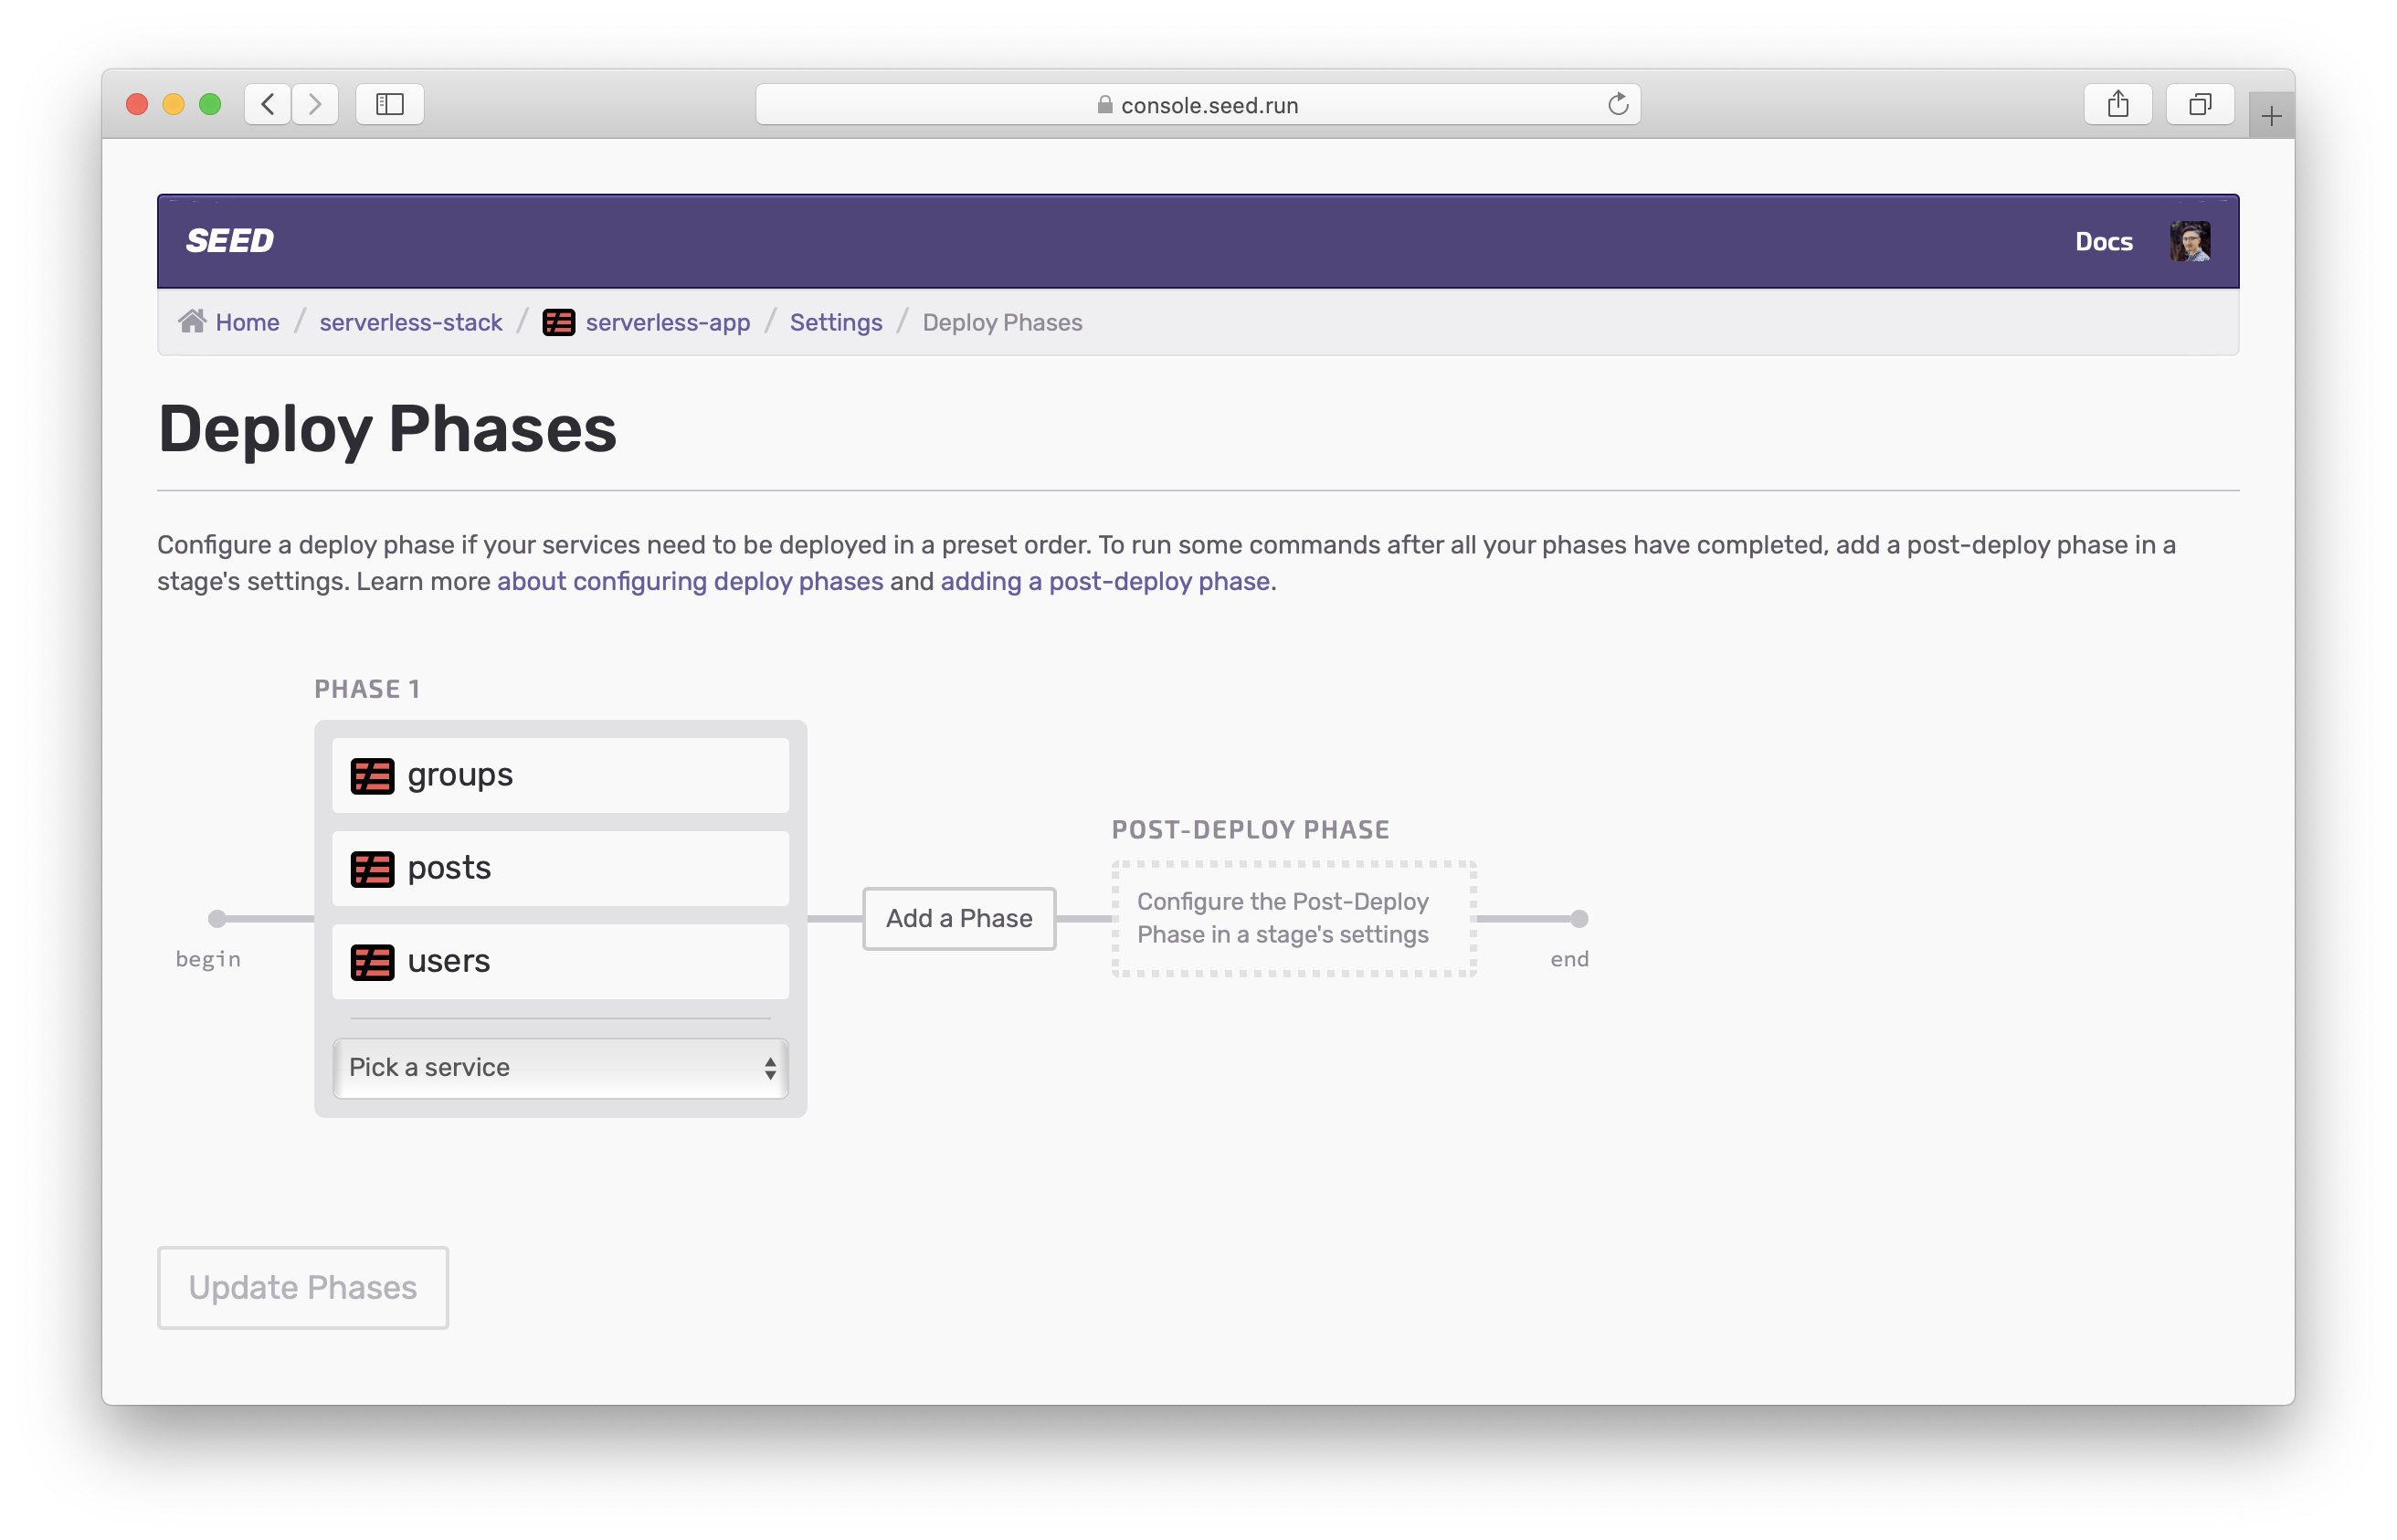 console.seed.run
SEED
Docs
Home / serverless-stack / serverless-app / Settings / Deploy Phases
Deploy Phases
Configure a deploy phase if your services need to be deployed in a preset order. To run some commands after all your phases have completed, add a post-deploy phase in a
stage's settings. Learn more about configuring deploy phases and adding a post-deploy phase.
PHASE 1
groups
posts
users
Pick a service
begin
Add a Phase
POST-DEPLOY PHASE
Configure the Post-Deploy
Phase in a stage's settings
end
Update Phases